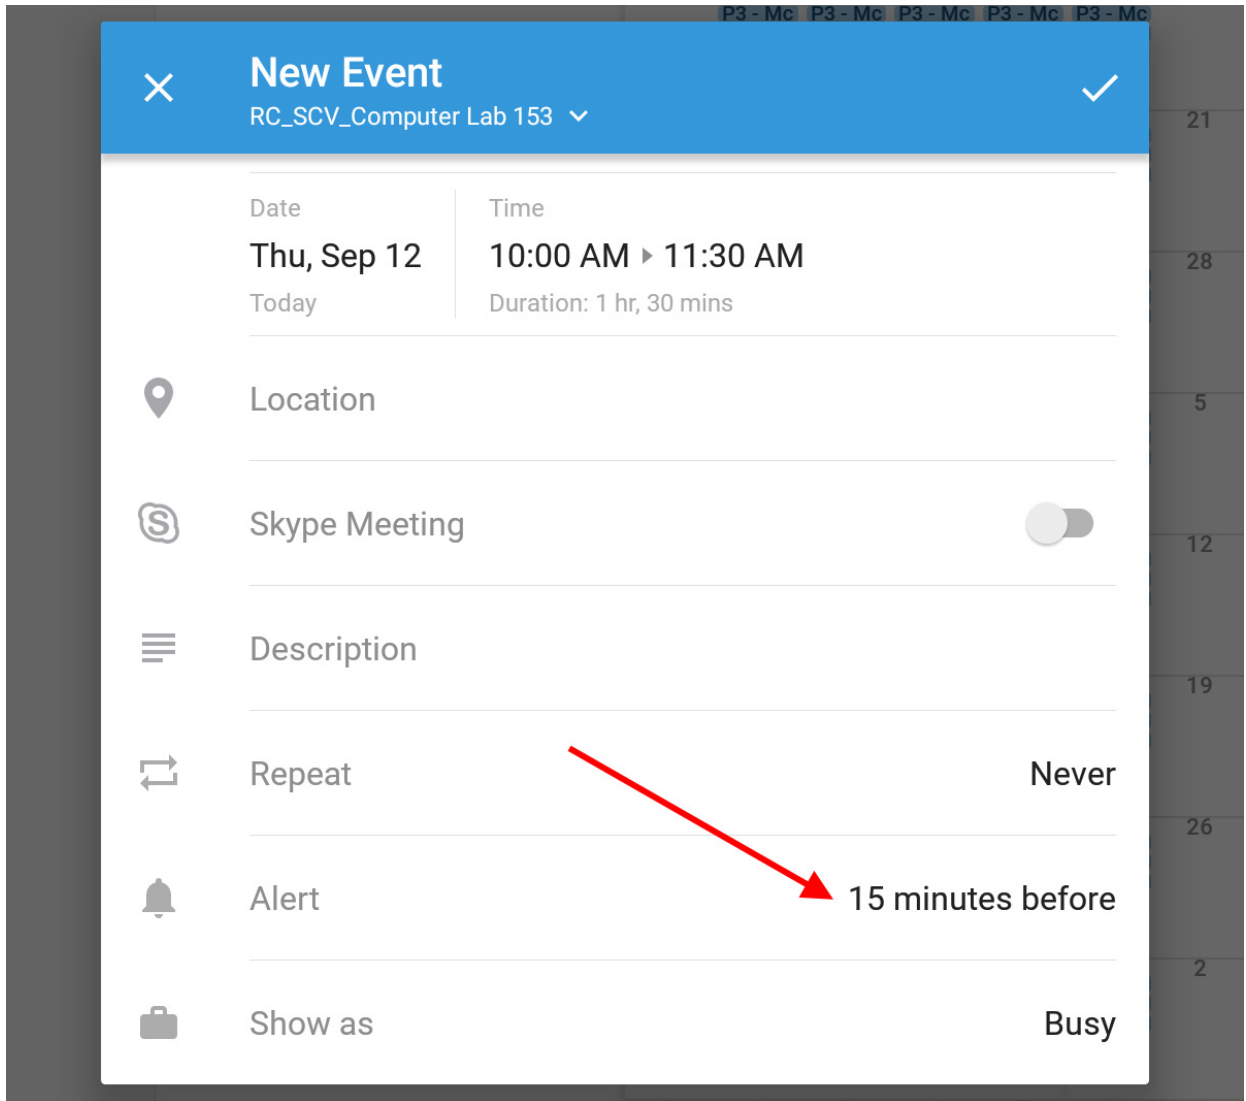 P3 - Mc P3 - Mc P3 - Mc P3 - Mc P3 - Mc
New Event
RC_SCV_Computer Lab 153
21
Date Time
Thu, Sep 12 10:00 AM 11:30 AM
28
Today Duration: 1 hr, 30 mins
Location
5
Skype Meeting
12
Description
19
Repeat Never
26
Alert 15 minutes before
2
Show as Busy